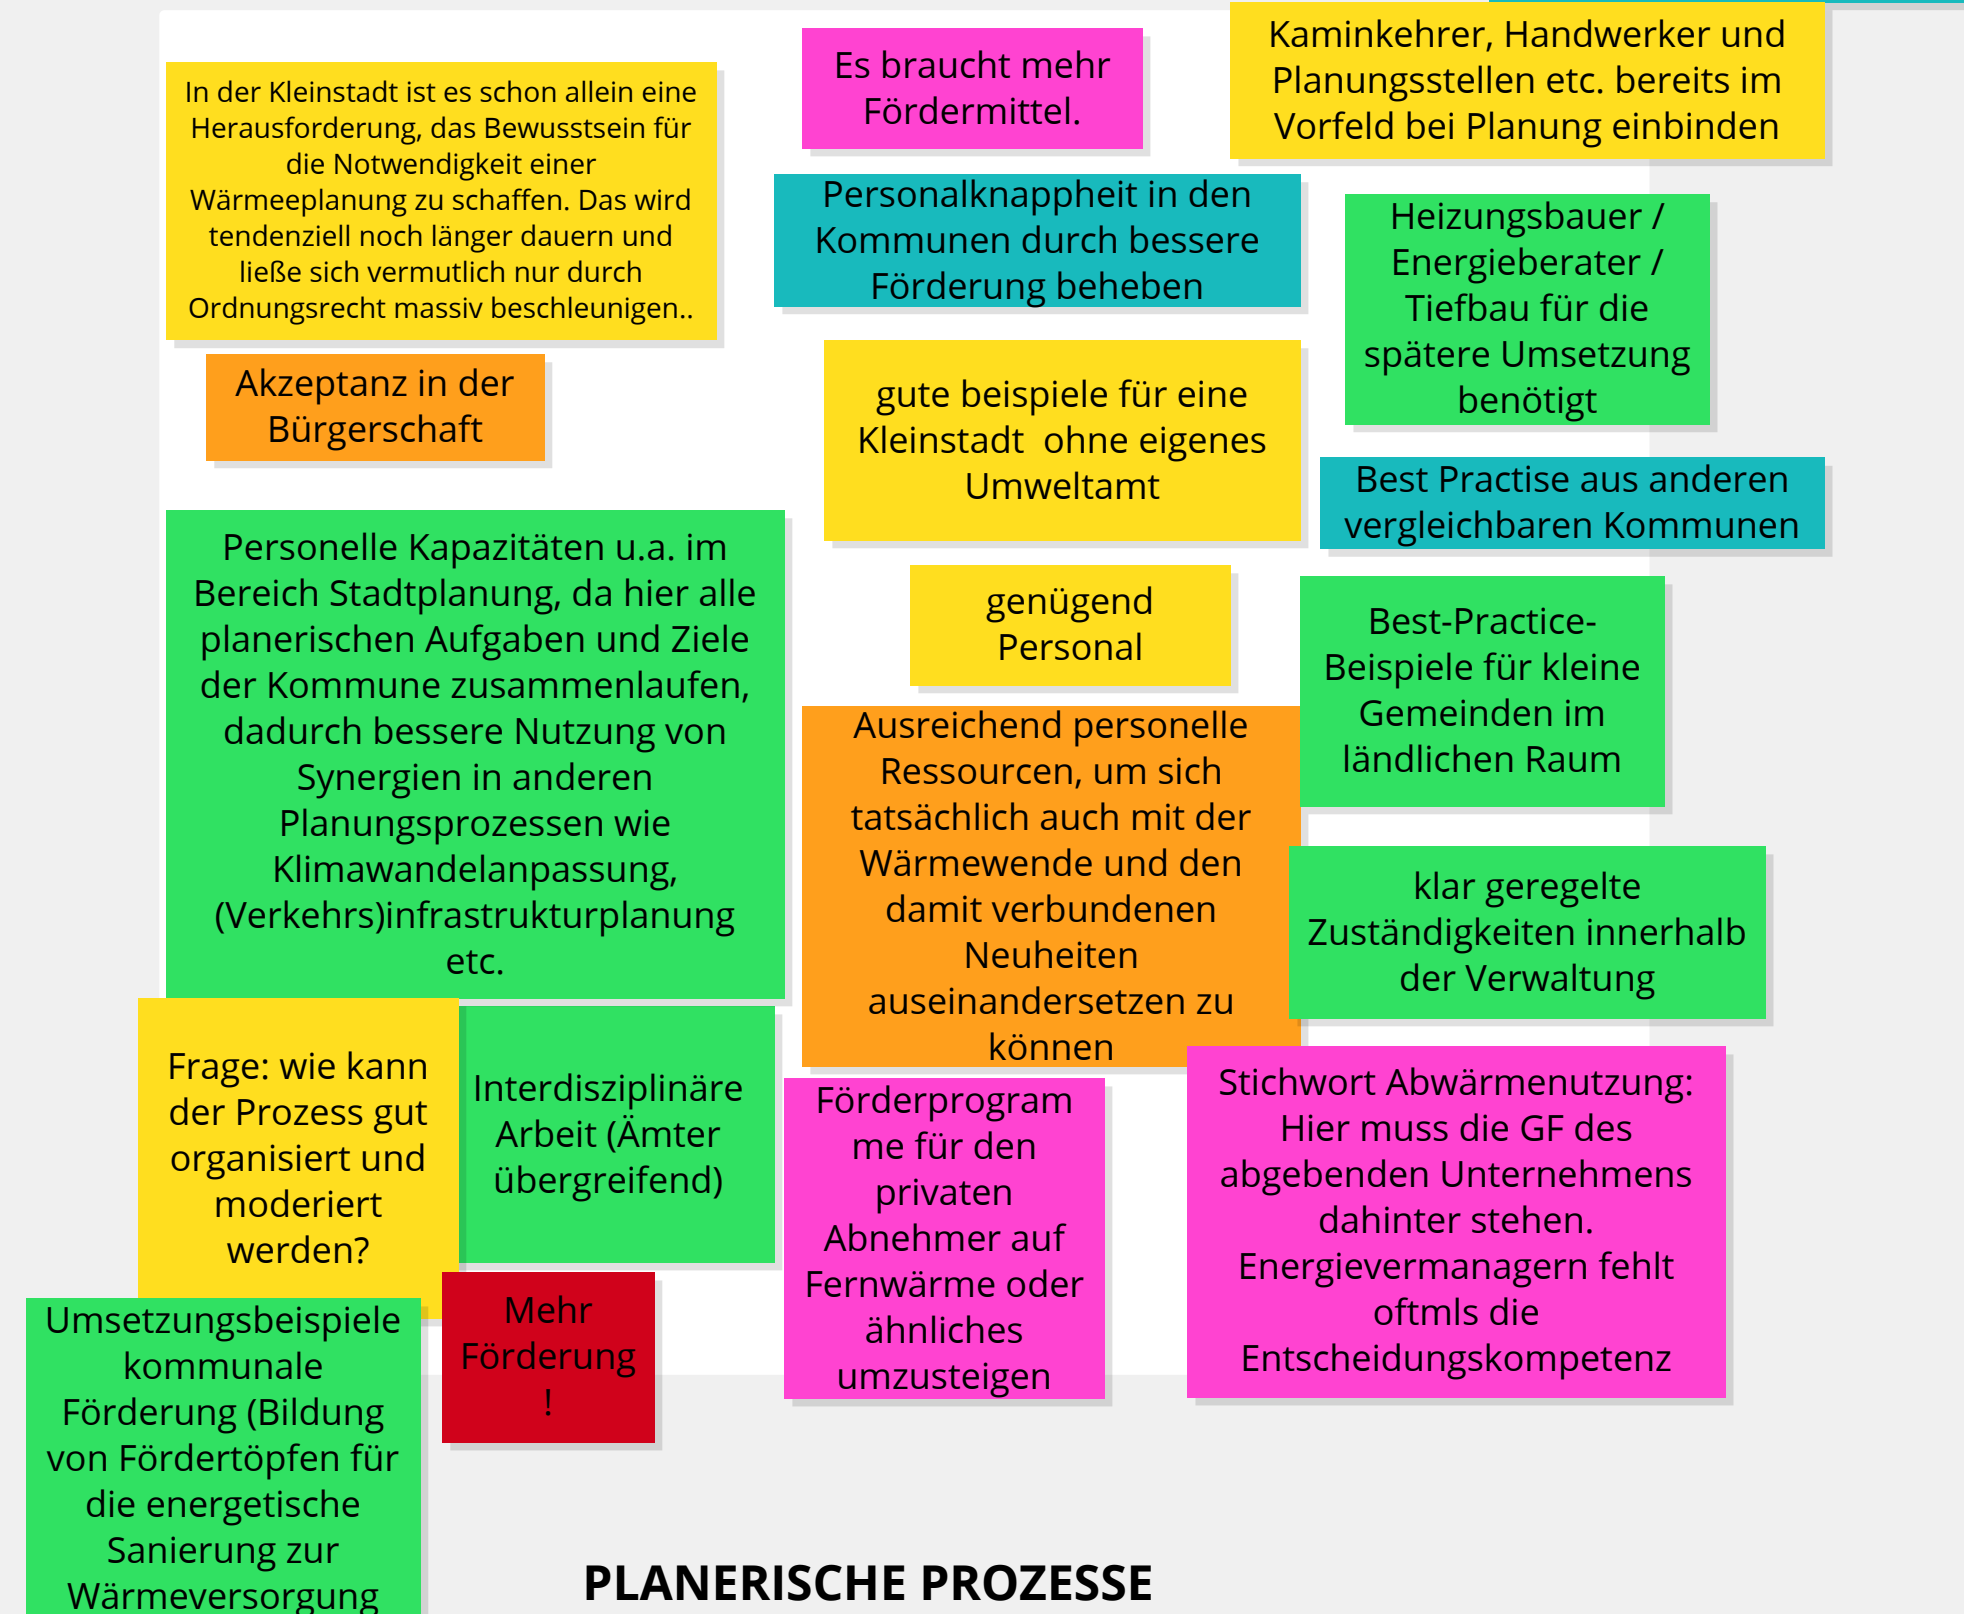 In der Kleinstadt ist es schon allein eine
Herausforderung, das Bewusstsein für
die Notwendigkeit einer
Wärmeeplanung zu schaffen. Das wird
tendenziell noch länger dauern und
ließe sich vermutlich nur durch
Ordnungsrecht massiv beschleunigen..
Es braucht mehr
Fördermittel.
Kaminkehrer, Handwerker und
Planungsstellen etc. bereits im
Vorfeld bei Planung einbinden
Personalknappheit in den
Kommunen durch bessere
Förderung beheben
Heizungsbauer /
Energieberater /
Tiefbau für die
spätere Umsetzung
benötigt
Akzeptanz in der
Bürgerschaft
gute beispiele für eine
Kleinstadt  ohne eigenes
Umweltamt
Best Practise aus anderen
vergleichbaren Kommunen
Personelle Kapazitäten u.a. im
Bereich Stadtplanung, da hier alle
planerischen Aufgaben und Ziele
der Kommune zusammenlaufen,
dadurch bessere Nutzung von
Synergien in anderen
Planungsprozessen wie
Klimawandelanpassung,
(Verkehrs)infrastrukturplanung
etc.
genügend
Personal
Best-Practice-
Beispiele für kleine
Gemeinden im
ländlichen Raum
Ausreichend personelle
Ressourcen, um sich
tatsächlich auch mit der
Wärmewende und den
damit verbundenen
Neuheiten
auseinandersetzen zu
können
klar geregelte
Zuständigkeiten innerhalb
der Verwaltung
Frage: wie kann
der Prozess gut
organisiert und
moderiert
werden?
Interdisziplinäre
Arbeit (Ämter
übergreifend)
Förderprogram
me für den
privaten
Abnehmer auf
Fernwärme oder
ähnliches
umzusteigen
Stichwort Abwärmenutzung:
Hier muss die GF des
abgebenden Unternehmens
dahinter stehen.
Energievermanagern fehlt
oftmls die
Entscheidungskompetenz
Mehr
Förderung
!
Umsetzungsbeispiele
kommunale
Förderung (Bildung
von Fördertöpfen für
die energetische
Sanierung zur
Wärmeversorgung
PLANERISCHE PROZESSE